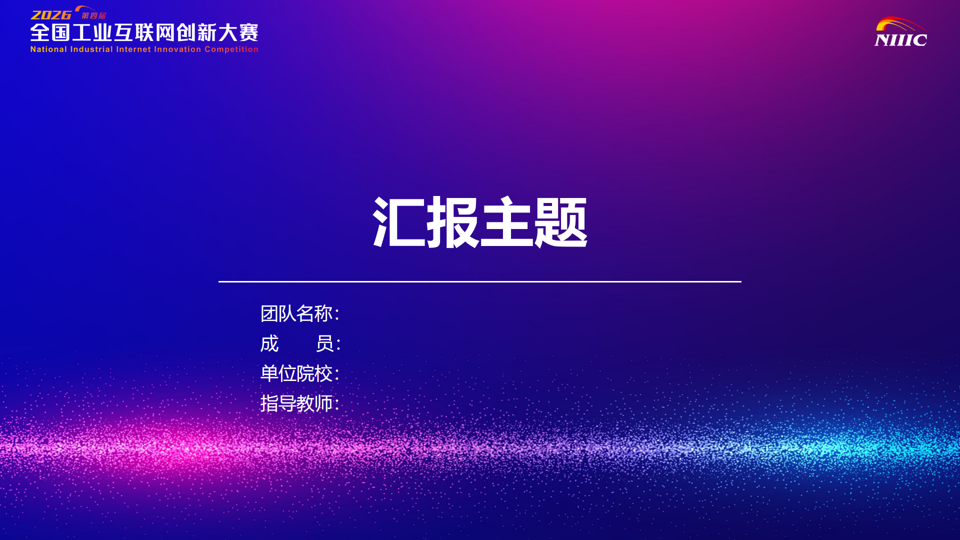 2026 第四届
全国工业互联网创新大赛
National Industrial Internet Innovation Competition
NIIIC
汇报主题
团队名称：
成 员：
单位院校：
指导教师：